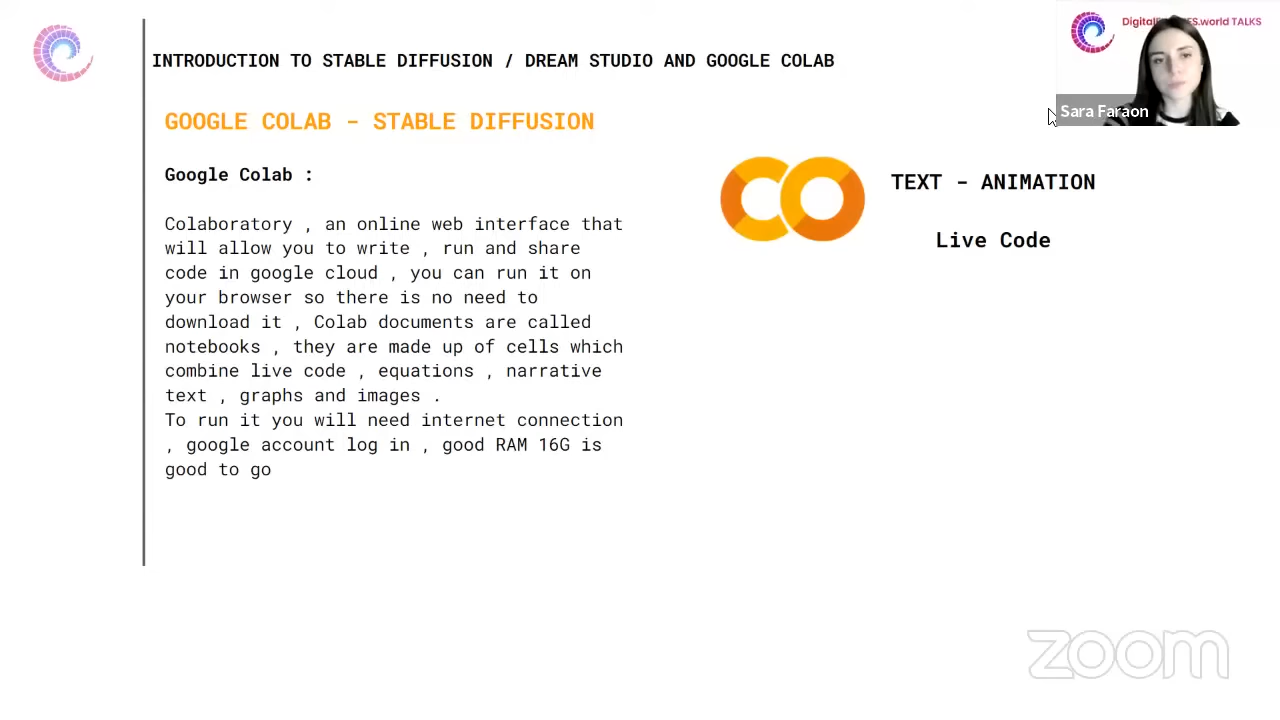 INTRODUCTION TO STABLE DIFFUSION / DREAM STUDIO AND GOOGLE COLAB
GOOGLE COLAB - STABLE DIFFUSION
Google Colab :
Colaboratory , an online web interface that
will allow you to write , run and share
code in google cloud , you can run it on
your browser so there is no need to
download it , Colab documents are called
notebooks , they are made up of cells which
combine live code , equations , narrative
text , graphs and images .
To run it you will need internet connection
, google account log in , good RAM 16G is
good to go
TEXT - ANIMATION
Live Code
.world TALKS
Sara Faraon
zoom